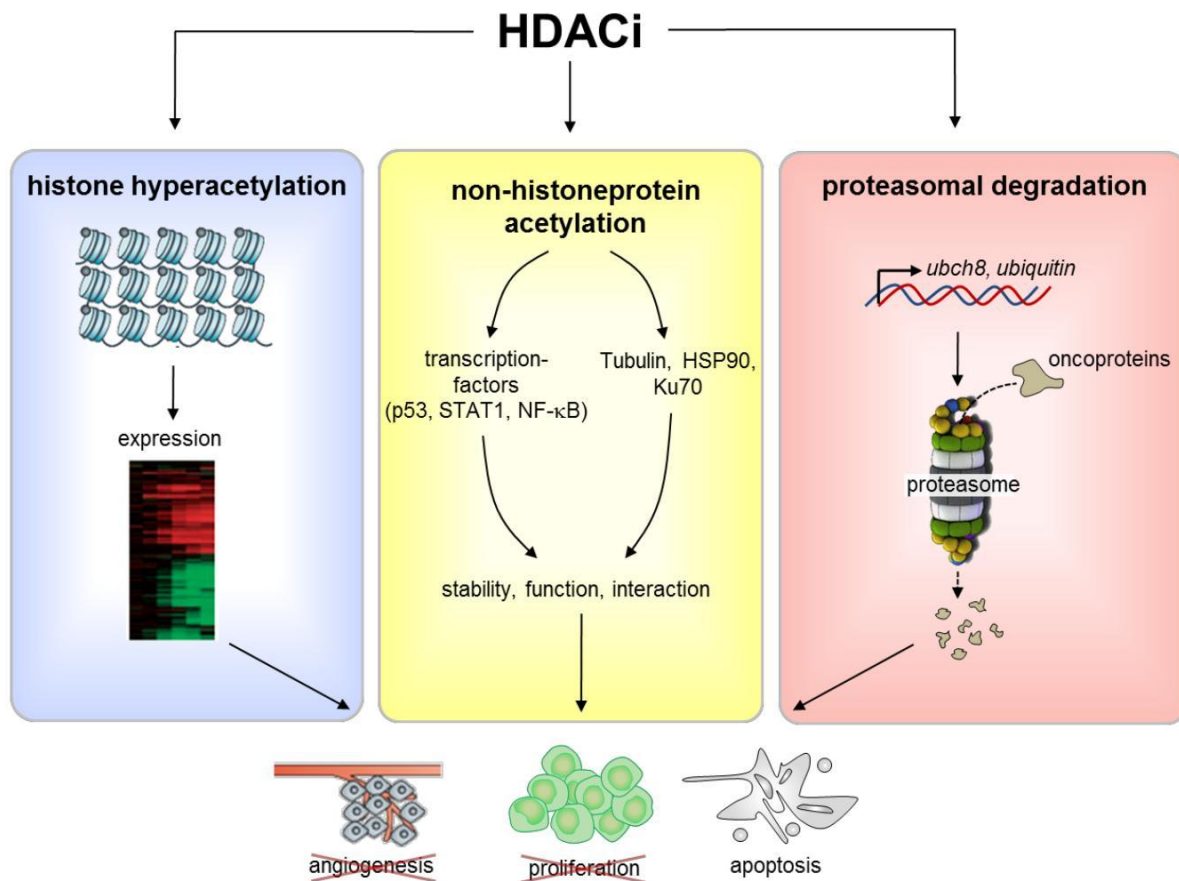 HDACi
histone hyperacetylation
expression
non-histoneprotein
acetylation
transcription-
factors
(p53, STAT1, NF-κB)
Tubulin, HSP90,
Ku70
stability, function, interaction
proteasomal degradation
ubch8, ubiquitin
oncoproteins
proteasome
angiogenesis
proliferation
apoptosis